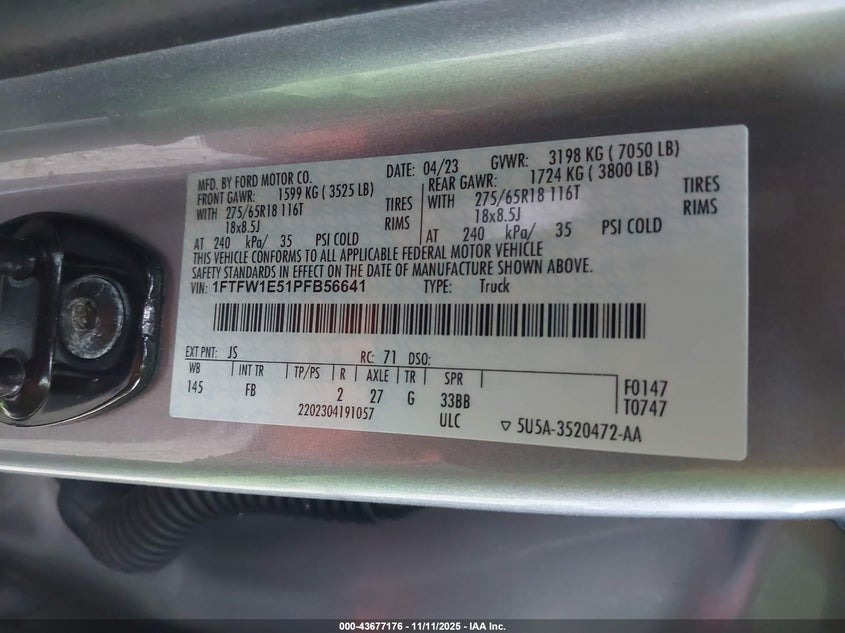 MFD. BY FORD MOTOR CO. DATE: 04/23 GVWR: 3198 KG ( 7050 LB)
FRONT GAWR: 1599 KG ( 3525 LB) REAR GAWR: 1724 KG ( 3800 LB)
WITH 275/65R18 116T TIRES WITH 275/65R18 116T TIRES
18x8.5J RIMS 18x8.5J RIMS
AT 240 kPa/ 35 PSI COLD AT 240 kPa/ 35 PSI COLD
THIS VEHICLE CONFORMS TO ALL APPLICABLE FEDERAL MOTOR VEHICLE
SAFETY STANDARDS IN EFFECT ON THE DATE OF MANUFACTURE SHOWN ABOVE.
VIN: 1FTFW1E51PFB56641 TYPE: Truck
EXT PNT: JS RC: 71 DSO:
WB INT TR TP/PS R AXLE TR SPR
145 FB 2 27 G 33BB
F0147
T0747
2202304191057 ULC ▽ 5U5A-3520472-AA
000-43677176 - 11/11/2025 - IAA Inc.